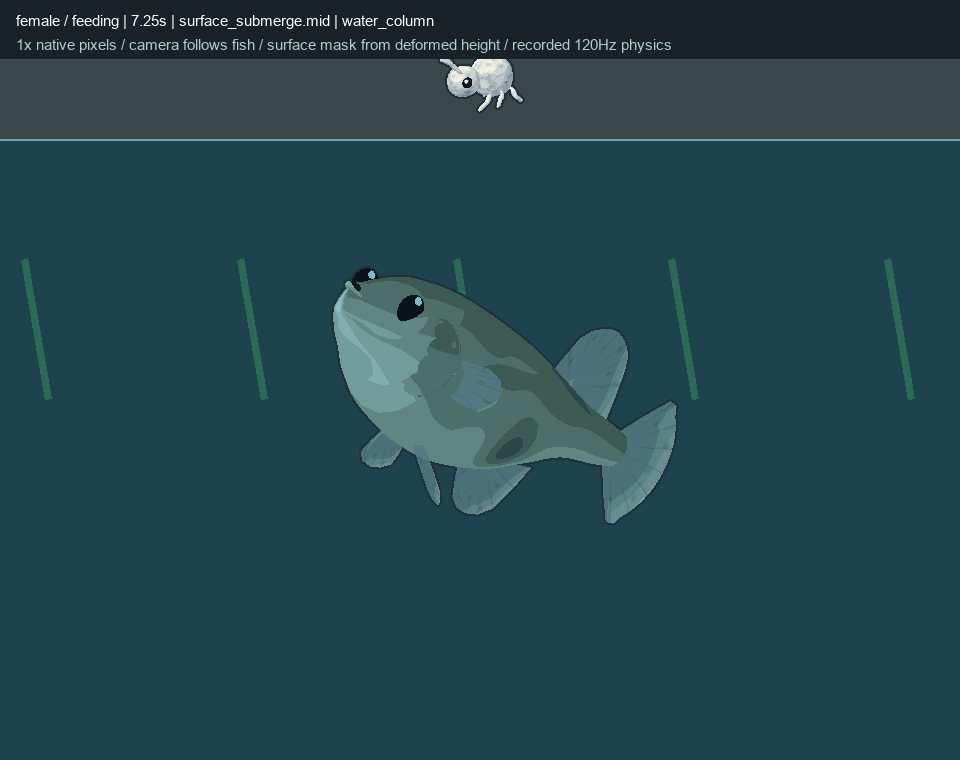 female / feeding | 7.25s | surface_submerge.mid | water_column
1x native pixels / camera follows fish / surface mask from deformed height / recorded 120Hz physics